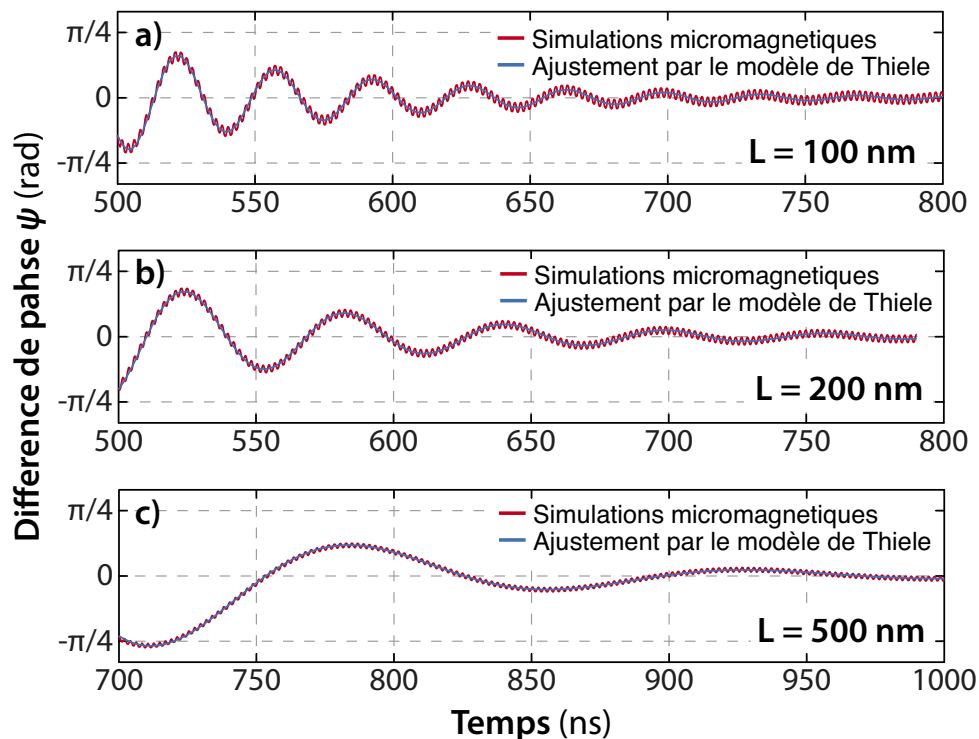 Difference de pahse ψ (rad)
a)
π/4
0
-π/4
Simulations micromagnetiques
Ajustement par le modèle de Thiele
L = 100 nm
500 550 600 650 700 750 800
b)
π/4
0
-π/4
Simulations micromagnetiques
Ajustement par le modèle de Thiele
L = 200 nm
500 550 600 650 700 750 800
c)
π/4
0
-π/4
Simulations micromagnetiques
Ajustement par le modèle de Thiele
L = 500 nm
700 750 800 850 900 950 1000
Temps (ns)